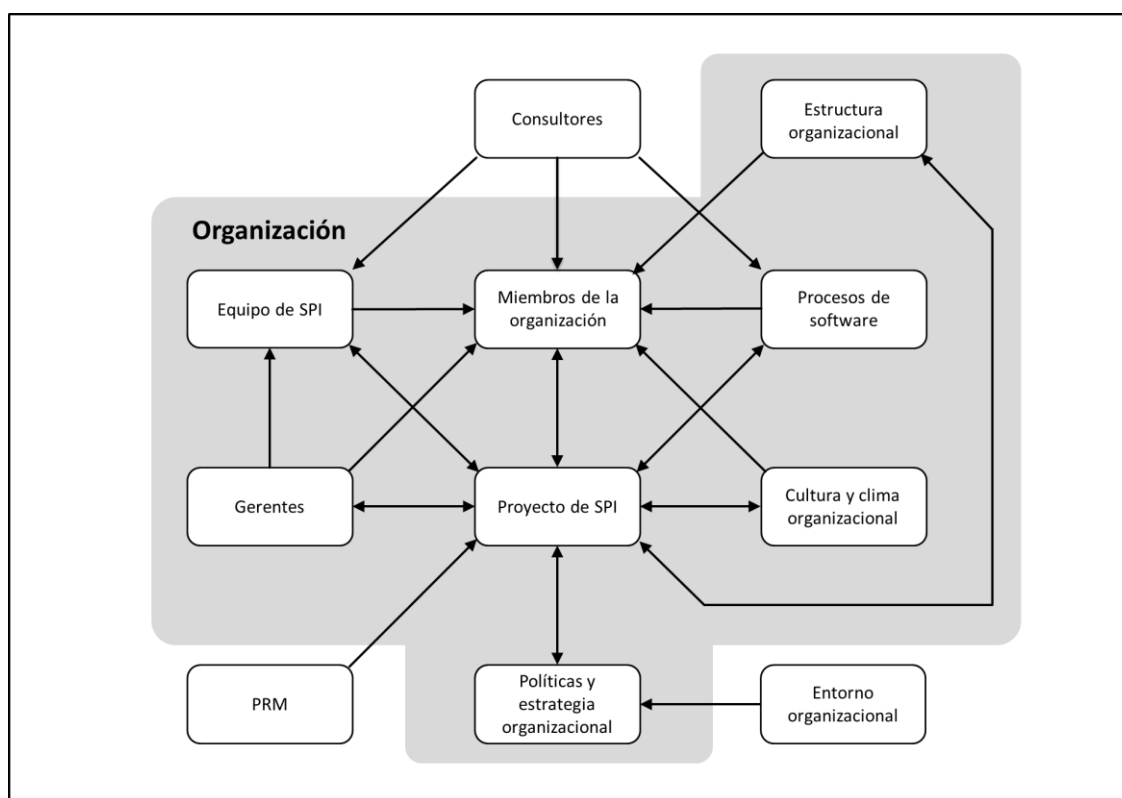 Consultores
Estructura
organizacional
Organización
Equipo de SPI
Miembros de la
organización
Procesos de
software
Gerentes
Proyecto de SPI
Cultura y clima
organizacional
PRM
Políticas y
estrategia
organizacional
Entorno
organizacional